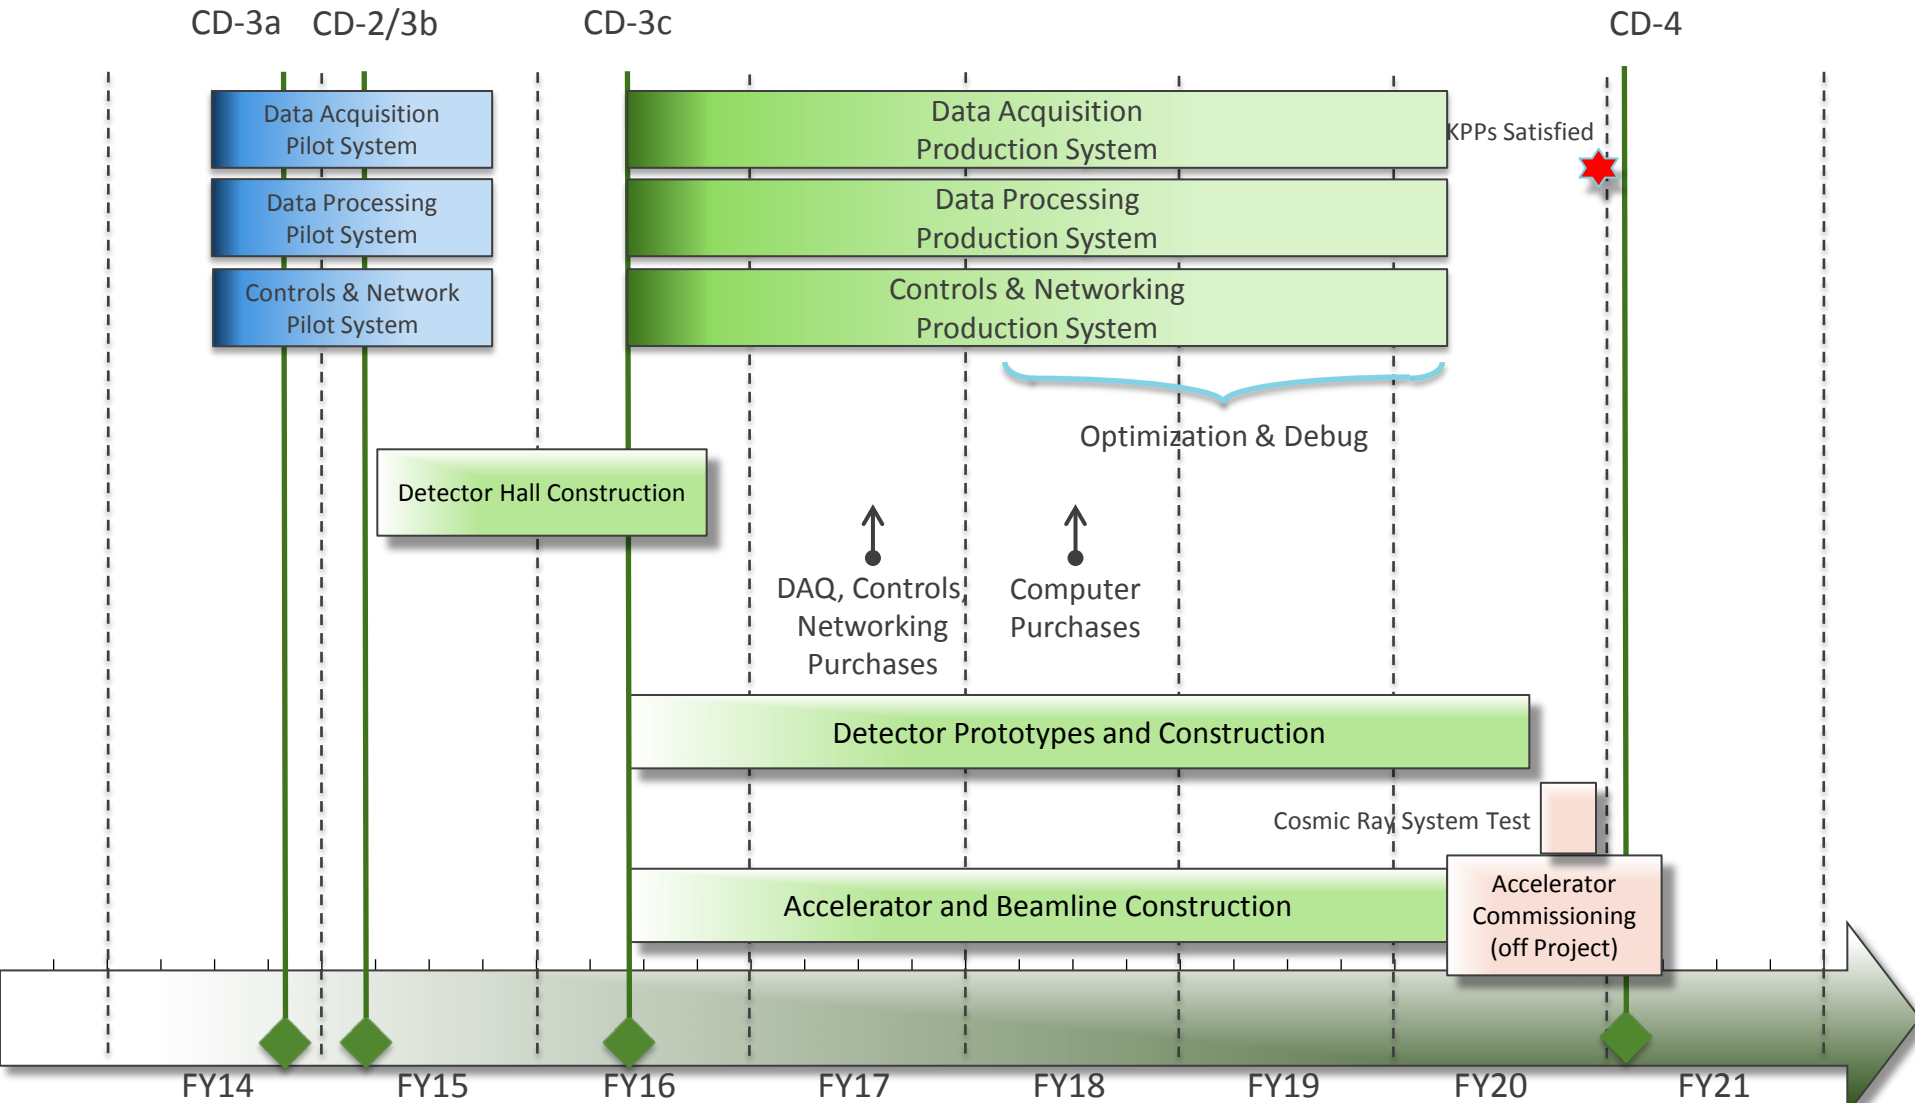 CD-3a
CD-2/3b
CD-3c
CD-4
Data Acquisition
Pilot System
Data Acquisition
Production System
KPPs Satisfied
Data Processing
Pilot System
Data Processing
Production System
Controls & Network
Pilot System
Controls & Networking
Production System
Optimization & Debug
Detector Hall Construction
DAQ, Controls,
Networking
Purchases
Computer
Purchases
Detector Prototypes and Construction
Cosmic Ray System Test
Accelerator and Beamline Construction
Accelerator
Commissioning
(off Project)
FY14
FY15
FY16
FY17
FY18
FY19
FY20
FY21